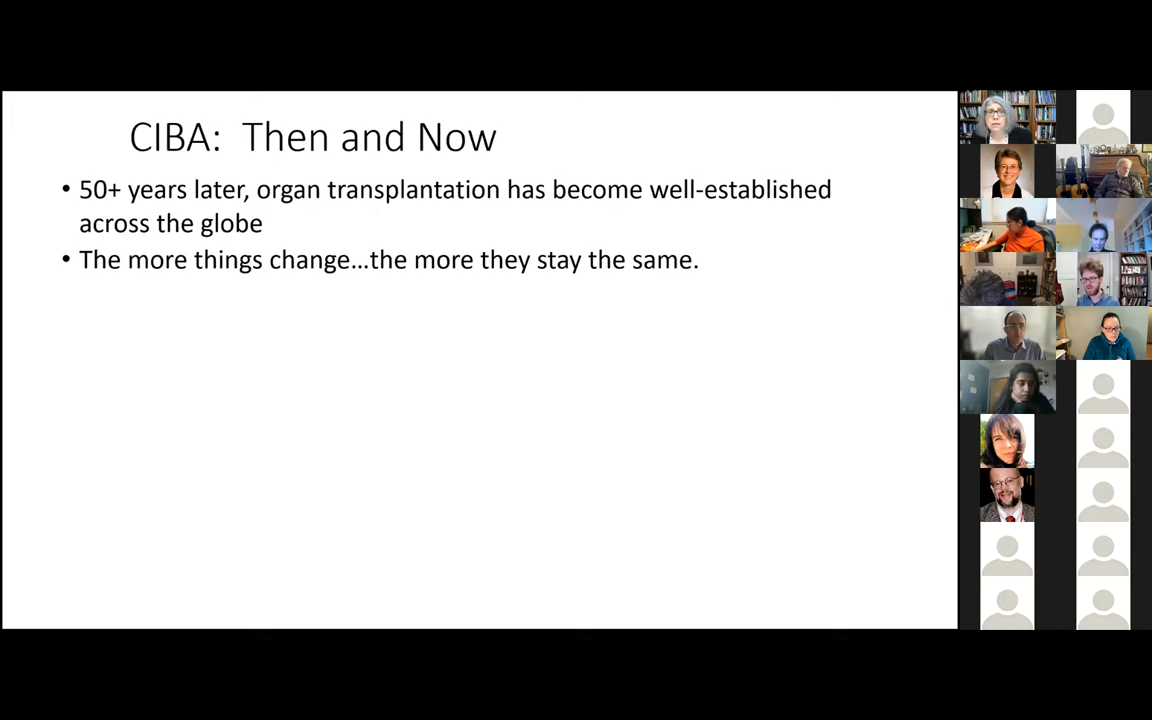 CIBA: Then and Now
• 50+ years later, organ transplantation has become well-established
across the globe
• The more things change...the more they stay the same.